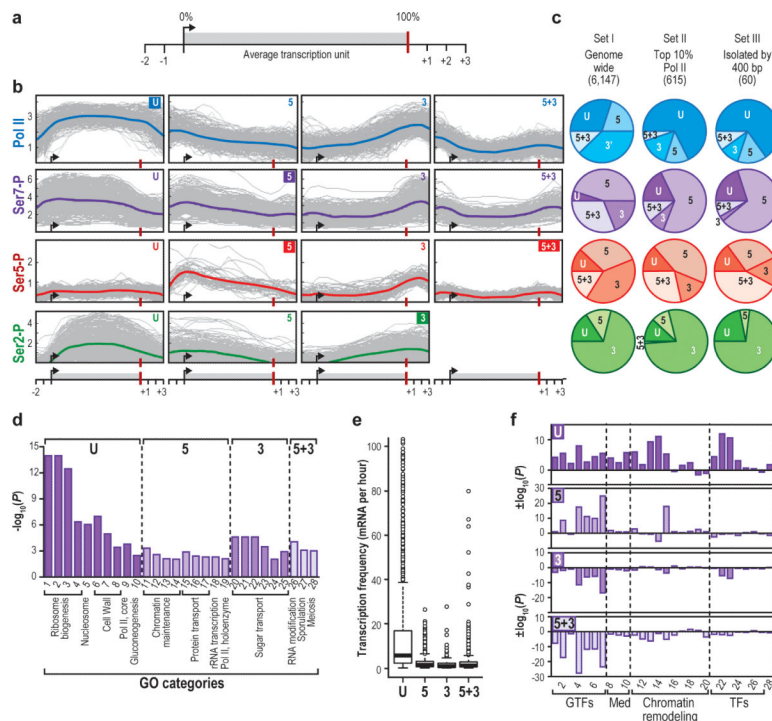 a
0% 100%
Average transcription unit
-2 -1 +1 +2 +3
b
Pol II
3 2 1
U 5 3 5+3
Ser7-P
6 4 2
U 5 3 5+3
Ser5-P
2 1
U 5 3 5+3
Ser2-P
4 2
U 5 3
-2 +1 +3 +1 +3 +1 +3 +1 +3
c
Set I Set II Set III
Genome wide (6,147)
Top 10% Pol II (615)
Isolated by 400 bp (60)
U 5 5+3 3'
U 5+3 3 5
U 5+3 3 5
5 U 5+3 3
U 5+3 3 5
U 5+3 3 5
5 U 5+3 3
5 U 5+3 3
5 U 5+3 3
5 U 3
5 U 5+3 3
5 U 3
d
-log10(P)
15 12 9 6 3 0
U 5 3 5+3
1 2 3 4 5 6 7 8 9 10 11 12 13 14 15 16 17 18 19 20 21 22 23 24 25 26 27 28
Ribosome biogenesis
Nucleosome
Cell Wall
Pol II, core
Gluconeogenesis
Chromatin maintenance
Protein transport
rRNA transcription
Pol II, holoenzyme
Sugar transport
RNA modification
Sporulation
Meiosis
GO categories
e
Transcription frequency (mRNA per hour)
100 80 60 40 20 0
U 5 3 5+3
f
±log10(P)
10 0
U
±log10(P)
30 20 10 0
5
±log10(P)
0 -10 -20
3
±log10(P)
10 0 -10 -20 -30
5+3
2 4 6 8 10 12 14 16 18 20 22 24 26 28
GTFs Med Chromatin remodeling TFs